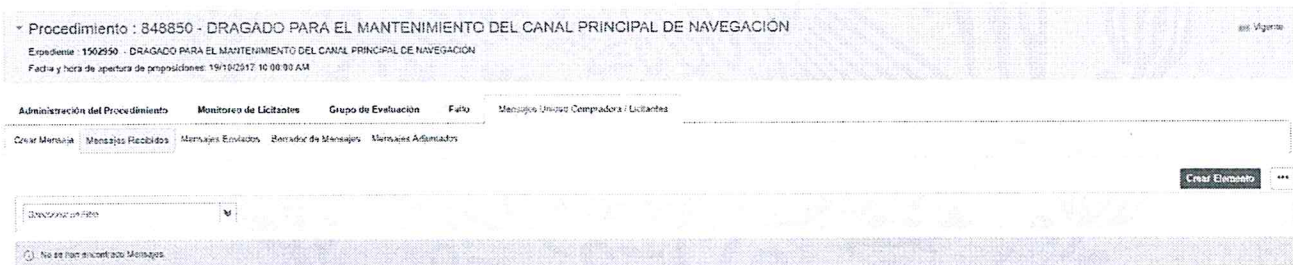 Procedimiento : 848850 - DRAGADO PARA EL MANTENIMIENTO DEL CANAL PRINCIPAL DE NAVEGACIÓN
Vigente
Expediente : 1502950 - DRAGADO PARA EL MANTENIMIENTO DEL CANAL PRINCIPAL DE NAVEGACIÓN
Fecha y hora de apertura de proposiciones: 19/10/2017 10:00:00 AM
Administración del Procedimiento Monitoreo de Licitantes Grupo de Evaluación Fallo Mensajes Unidad Compradora / Licitantes
Crear Mensaje Mensajes Recibidos Mensajes Enviados Borrador de Mensajes Mensajes Adjuntados
Crear Elemento ...
Seleccionar un Filtro
No se han encontrado Mensajes